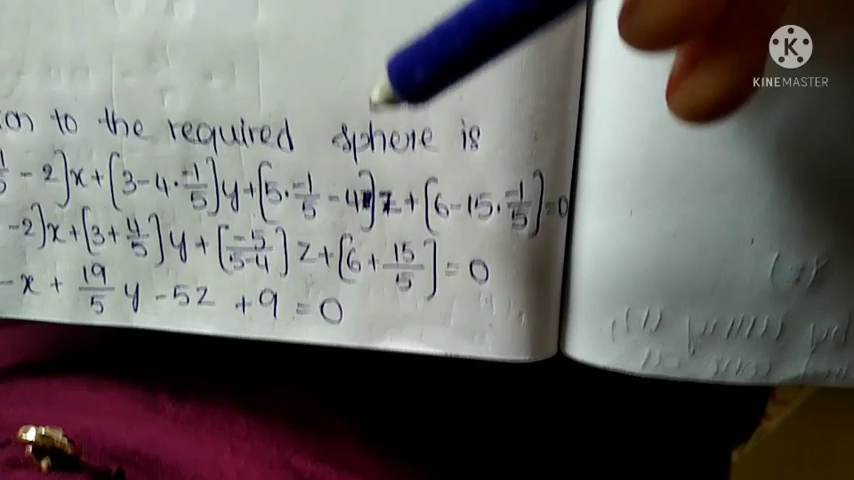 to the required sphere is
- 2]x + [3 - 4 · -1/5]y + [5 · -1/5 - 4]z + [6 - 15 · -1/5] = 0
-2]x + [3 + 4/5]y + [-5/5-4]z + [6 + 15/5] = 0
-x + 19/5 y - 5z + 9 = 0
K
KINEMASTER